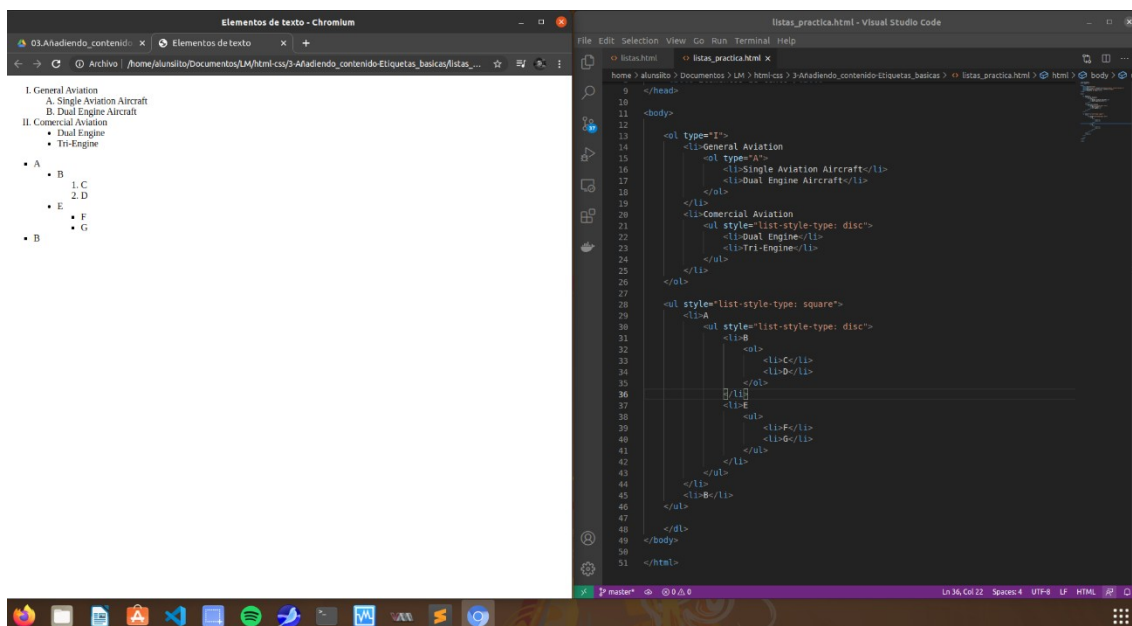 Elementos de texto - Chromium
03.Añadiendo_contenido
Elementos de texto
Archivo | /home/alunsiito/Documentos/LM/html-css/3-Añadiendo_contenido-Etiquetas_basicas/listas_...
I. General Aviation
A. Single Aviation Aircraft
B. Dual Engine Aircraft
II. Comercial Aviation
• Dual Engine
• Tri-Engine
▪ A
• B
1. C
2. D
• E
▪ F
▪ G
▪ B
listas_practica.html - Visual Studio Code
File Edit Selection View Go Run Terminal Help
listas.html
listas_practica.html
home > alunsiito > Documentos > LM > html-css > 3-Añadiendo_contenido-Etiquetas_basicas > listas_practica.html > html > body >
9 </head>
10
11 <body>
12
13 <ol type="I">
14 <li>General Aviation
15 <ol type="A">
16 <li>Single Aviation Aircraft</li>
17 <li>Dual Engine Aircraft</li>
18 </ol>
19 </li>
20 <li>Comercial Aviation
21 <ul style="list-style-type: disc">
22 <li>Dual Engine</li>
23 <li>Tri-Engine</li>
24 </ul>
25 </li>
26 </ol>
27
28 <ul style="list-style-type: square">
29 <li>A
30 <ul style="list-style-type: disc">
31 <li>B
32 <ol>
33 <li>C</li>
34 <li>D</li>
35 </ol>
36 </li>
37 <li>E
38 <ul>
39 <li>F</li>
40 <li>G</li>
41 </ul>
42 </li>
43 </ul>
44 </li>
45 <li>B</li>
46 </ul>
47
48 </dl>
49 </body>
50
51 </html>
master* 0 0 Ln 36, Col 22 Spaces: 4 UTF-8 LF HTML